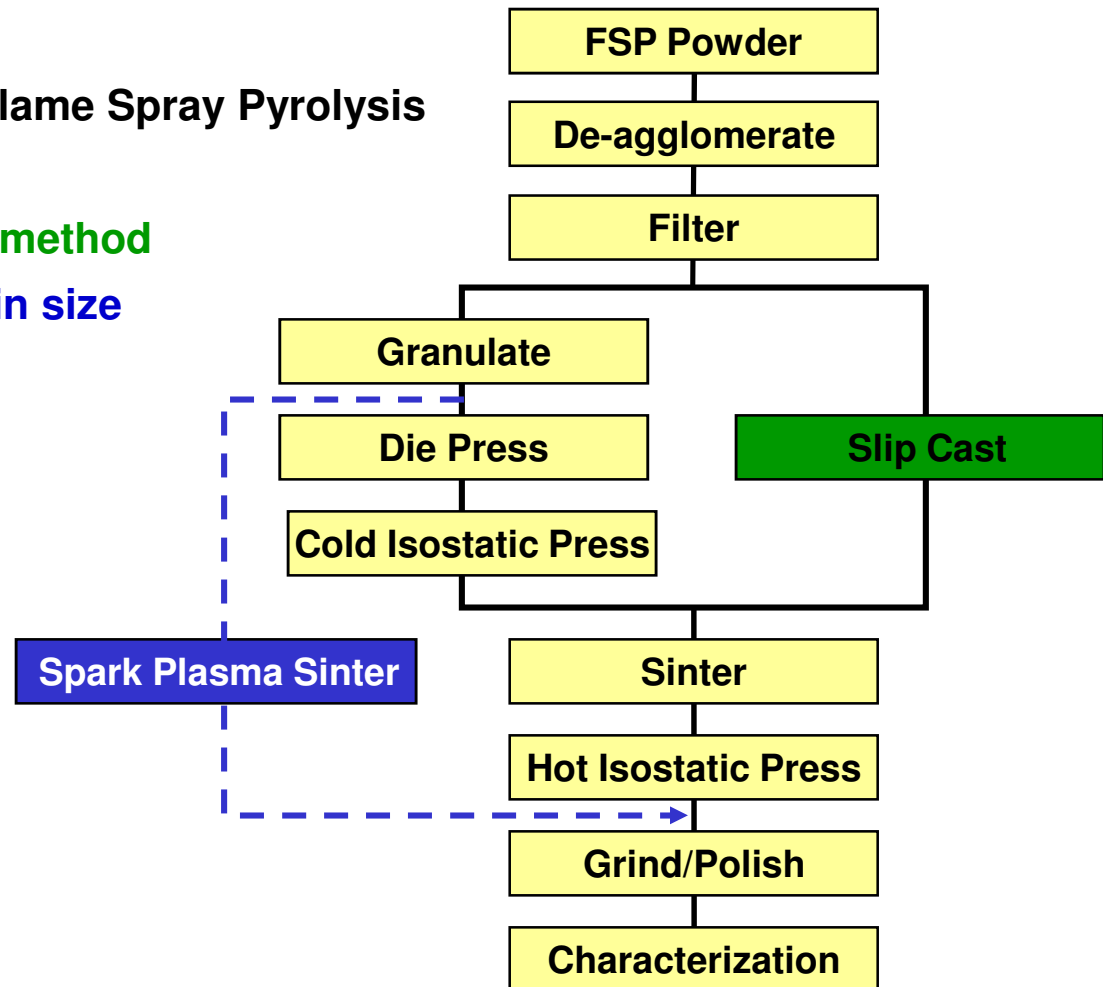 lame Spray Pyrolysis
method
in size
FSP Powder
De-agglomerate
Filter
Granulate
Die Press
Slip Cast
Cold Isostatic Press
Spark Plasma Sinter
Sinter
Hot Isostatic Press
Grind/Polish
Characterization